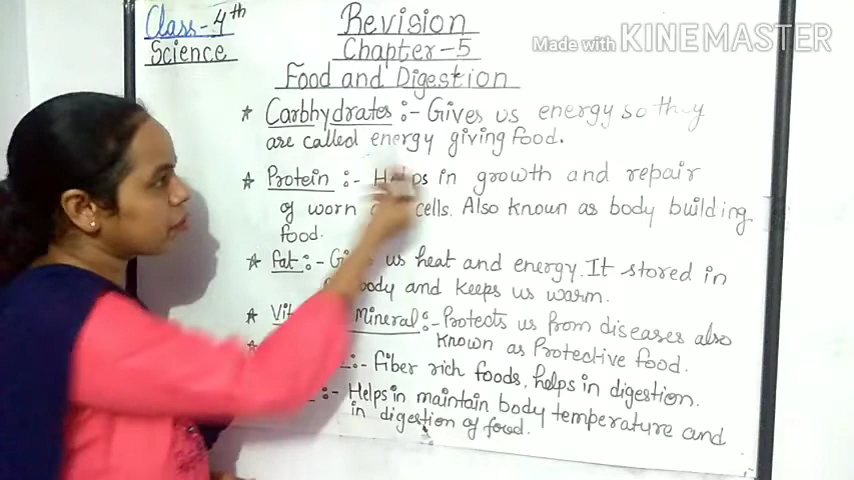 Class-4th
Science
Revision
Chapter-5
Food and Digestion
Made with KINEMASTER
* Carbhydrates :- Gives us energy so they
are called energy giving food.
* Protein :- Helps in growth and repair
of worn cells. Also known as body building
food.
* fat :- us heat and energy. It stored in
body and keeps us warm.
* Mineral :- Protects us from diseases also
known as Protective food.
* :- Fiber rich foods, helps in digestion.
:- Helps in maintain body temperature and
in digestion of food.